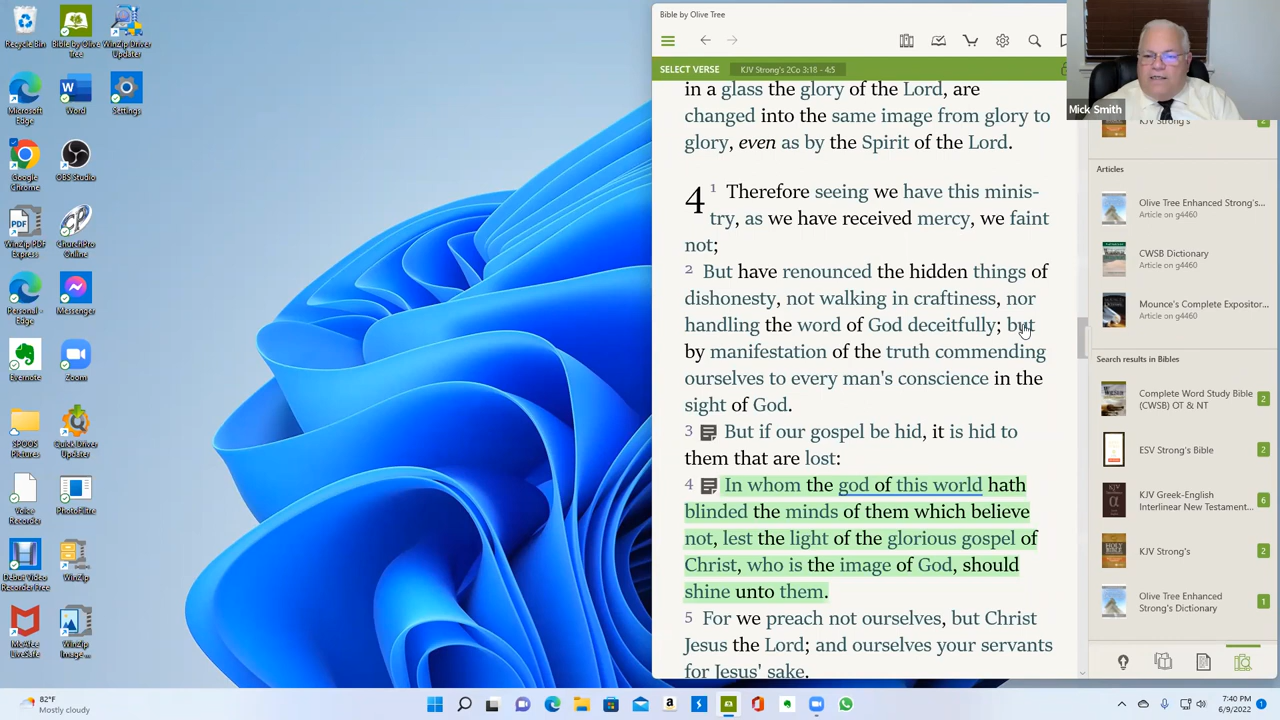 Recycle Bin
Bible by Olive
Tree
Winzip Driver
Updater
Microsoft
Edge
Word
Settings
Google
Chrome
OBS Studio
WinZip PDF
Express
ChurchPro
Online
Personal -
Edge
Messenger
Evernote
Zoom
SPOOS
Pictures
Quick Driver
Updater
Voice
Recorder
PhotoElite
Debut Video
Recorder Free
WinZip
McAfee
LiveSafe
WinZip
Image ...
Bible by Olive Tree
SELECT VERSE
KJV Strong's 2Co 3:18 - 4:5
in a glass the glory of the Lord, are
changed into the same image from glory to
glory, even as by the Spirit of the Lord.
4 1 Therefore seeing we have this minis-
try, as we have received mercy, we faint
not;
2 But have renounced the hidden things of
dishonesty, not walking in craftiness, nor
handling the word of God deceitfully; but
by manifestation of the truth commending
ourselves to every man's conscience in the
sight of God.
3 But if our gospel be hid, it is hid to
them that are lost:
4 In whom the god of this world hath
blinded the minds of them which believe
not, lest the light of the glorious gospel of
Christ, who is the image of God, should
shine unto them.
5 For we preach not ourselves, but Christ
Jesus the Lord; and ourselves your servants
for Jesus' sake.
Mick Smith
KJV Strong's
2
Articles
Olive Tree Enhanced Strong's...
Article on g4460
CWSB Dictionary
Article on g4460
Mounce's Complete Expositor...
Article on g4460
Search results in Bibles
Complete Word Study Bible
(CWSB) OT & NT
2
ESV Strong's Bible
2
KJV Greek-English
Interlinear New Testament...
6
KJV Strong's
2
Olive Tree Enhanced
Strong's Dictionary
1
82°F
Mostly cloudy
7:40 PM
6/9/2022